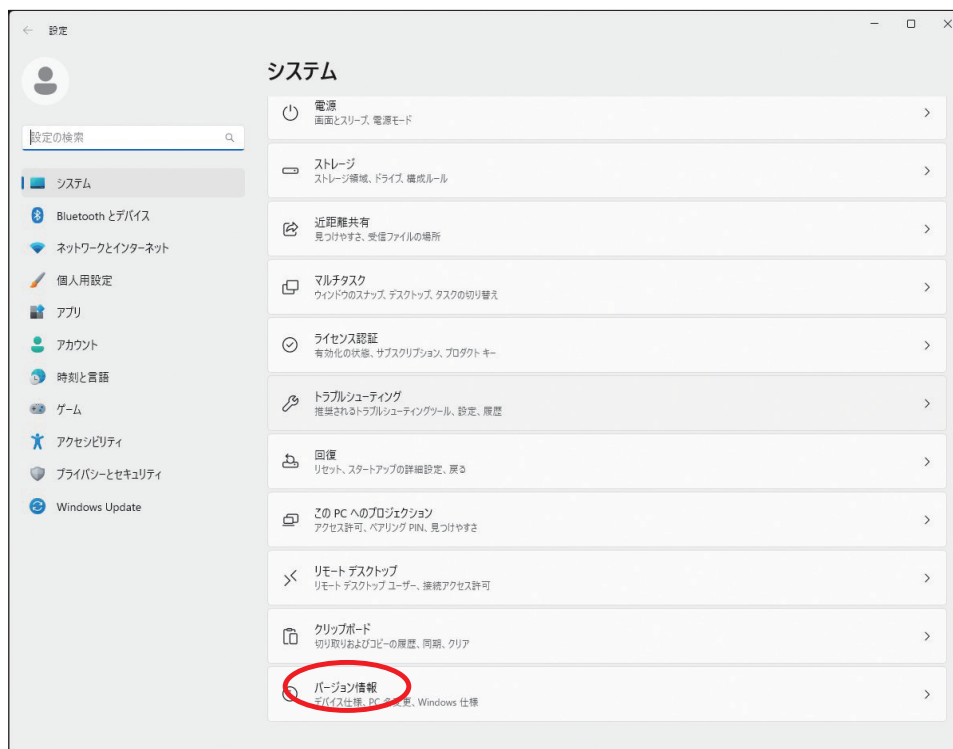 設定
システム
設定の検索
システム
Bluetooth とデバイス
ネットワークとインターネット
個人用設定
アプリ
アカウント
時刻と言語
ゲーム
アクセシビリティ
プライバシーとセキュリティ
Windows Update
電源
画面とスリープ、電源モード
ストレージ
ストレージ領域、ドライブ、構成ルール
近距離共有
見つけやすさ、受信ファイルの場所
マルチタスク
ウィンドウのスナップ、デスクトップ、タスクの切り替え
ライセンス認証
有効化の状態、サブスクリプション、プロダクト キー
トラブルシューティング
推奨されるトラブルシューティングツール、設定、履歴
回復
リセット、スタートアップの詳細設定、戻る
この PC へのプロジェクション
アクセス許可、ペアリング PIN、見つけやすさ
リモート デスクトップ
リモート デスクトップ ユーザー、接続アクセス許可
クリップボード
切り取りおよびコピーの履歴、同期、クリア
バージョン情報
デバイス仕様、PC 名変更、Windows 仕様